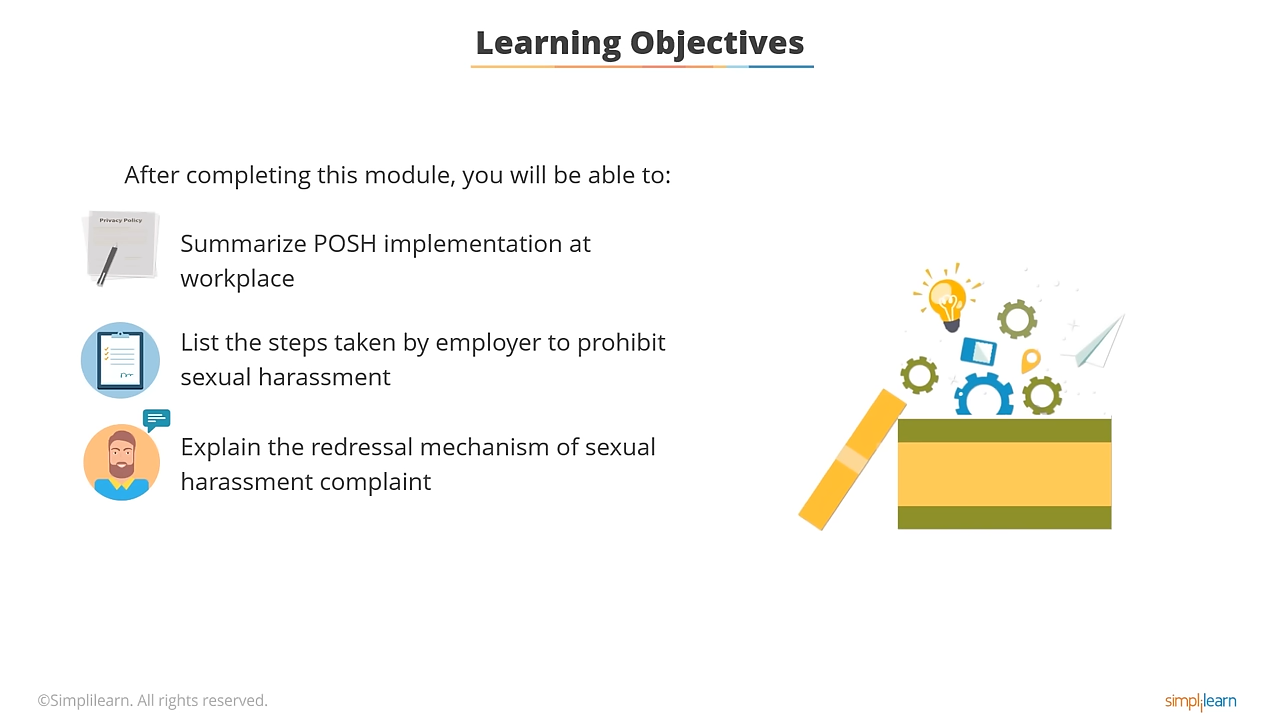 Learning Objectives
After completing this module, you will be able to:
Privacy Policy
Summarize POSH implementation at
workplace
List the steps taken by employer to prohibit
sexual harassment
Explain the redressal mechanism of sexual
harassment complaint
©Simplilearn. All rights reserved.
simplilearn